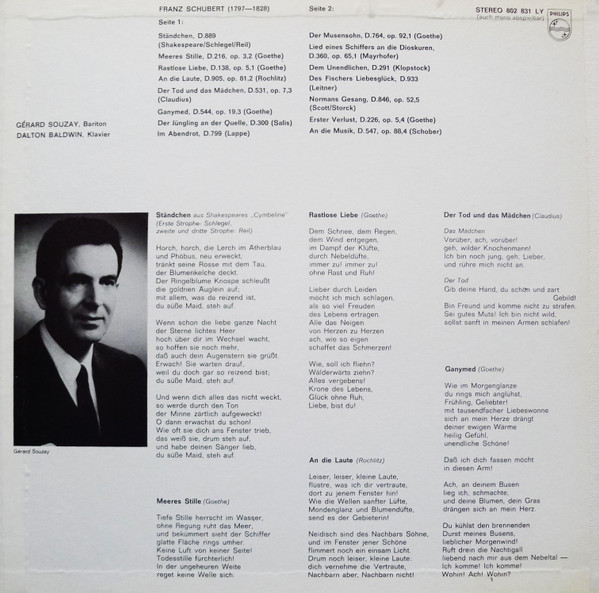 FRANZ SCHUBERT (1797—1828)
Seite 1:
Ständchen, D.889
(Shakespeare/Schlegel/Reil)
Meeres Stille, D.216, op. 3,2 (Goethe)
Rastlose Liebe, D.138, op. 5,1 (Goethe)
An die Laute, D.905, op. 81,2 (Rochlitz)
Der Tod und das Mädchen, D.531, op. 7,3
(Claudius)
Ganymed, D.544, op. 19,3 (Goethe)
Der Jüngling an der Quelle, D.300 (Salis)
Im Abendrot, D.799 (Lappe)
Seite 2:
Der Musensohn, D.764, op. 92,1 (Goethe)
Lied eines Schiffers an die Dioskuren,
D.360, op. 65,1 (Mayrhofer)
Dem Unendlichen, D.291 (Klopstock)
Des Fischers Liebesglück, D.933
(Leitner)
Normans Gesang, D.846, op. 52,5
(Scott/Storck)
Erster Verlust, D.226, op. 5,4 (Goethe)
An die Musik, D.547, op. 88,4 (Schober)
STEREO 802 831 LY
(auch mono abspielbar)
PHILIPS
GÉRARD SOUZAY, Bariton
DALTON BALDWIN, Klavier
Gérard Souzay
Ständchen aus Shakespeares „Cymbeline"
(Erste Strophe: Schlegel,
zweite und dritte Strophe: Reil)
Horch, horch, die Lerch im Ätherblau
und Phöbus, neu erweckt,
tränkt seine Rosse mit dem Tau,
der Blumenkelche deckt.
Der Ringelblume Knospe schleußt
die goldnen Äuglein auf;
mit allem, was da reizend ist,
du süße Maid, steh auf.
Wenn schon die liebe ganze Nacht
der Sterne lichtes Heer
hoch über dir im Wechsel wacht,
so hoffen sie noch mehr,
daß auch dein Augenstern sie grüßt.
Erwach! Sie warten drauf,
weil du doch gar so reizend bist;
du süße Maid, steh auf.
Und wenn dich alles das nicht weckt,
so werde durch den Ton
der Minne zärtlich aufgeweckt!
O dann erwachst du schon!
Wie oft sie dich ans Fenster trieb,
das weiß sie, drum steh auf,
und habe deinen Sänger lieb,
du süße Maid, steh auf.
Meeres Stille (Goethe)
Tiefe Stille herrscht im Wasser,
ohne Regung ruht das Meer,
und bekümmert sieht der Schiffer
glatte Fläche rings umher.
Keine Luft von keiner Seite!
Todesstille fürchterlich!
In der ungeheuren Weite
reget keine Welle sich.
Rastlose Liebe (Goethe)
Dem Schnee, dem Regen,
dem Wind entgegen,
im Dampf der Klüfte,
durch Nebeldüfte,
immer zu! immer zu!
ohne Rast und Ruh!
Lieber durch Leiden
möcht ich mich schlagen,
als so viel Freuden
des Lebens ertragen.
Alle das Neigen
von Herzen zu Herzen
ach, wie so eigen
schaffet das Schmerzen!
Wie, soll ich fliehn?
Wälderwärts ziehn?
Alles vergebens!
Krone des Lebens,
Glück ohne Ruh,
Liebe, bist du!
An die Laute (Rochlitz)
Leiser, leiser, kleine Laute,
flüstre, was ich dir vertraute,
dort zu jenem Fenster hin!
Wie die Wellen sanfter Lüfte,
Mondenglanz und Blumendüfte,
send es der Gebieterin!
Neidisch sind des Nachbars Söhne,
und im Fenster jener Schöne
flimmert noch ein einsam Licht.
Drum noch leiser, kleine Laute:
dich vernehme die Vertraute,
Nachbarn aber, Nachbarn nicht!
Der Tod und das Mädchen (Claudius)
Das Mädchen
Vorüber, ach, vorüber!
geh, wilder Knochenmann!
Ich bin noch jung, geh, Lieber,
und rühre mich nicht an.
Der Tod
Gib deine Hand, du schön und zart
Gebild!
Bin Freund und komme nicht zu strafen.
Sei gutes Muts! Ich bin nicht wild,
sollst sanft in meinen Armen schlafen!
Ganymed (Goethe)
Wie im Morgenglanze
du rings mich anglühst,
Frühling, Geliebter!
mit tausendfacher Liebeswonne
sich an mein Herze drängt
deiner ewigen Wärme
heilig Gefühl,
unendliche Schöne!
Daß ich dich fassen möcht
in diesen Arm!
Ach, an deinem Busen
lieg ich, schmachte,
und deine Blumen, dein Gras
drängen sich an mein Herz.
Du kühlst den brennenden
Durst meines Busens,
lieblicher Morgenwind!
Ruft drein die Nachtigall
liebend nach mir aus dem Nebeltal —
Ich komme! Ich komme!
Wohin! Ach! Wohin?